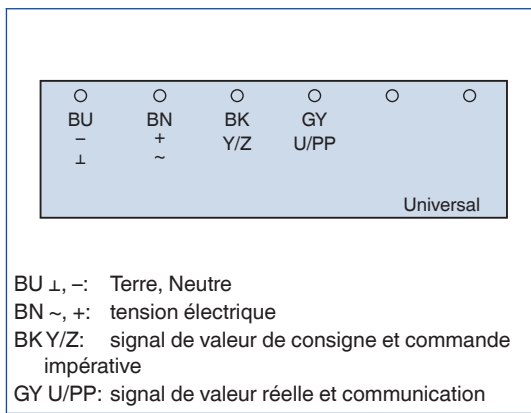 BU BN BK GY
– + Y/Z U/PP
⊥ ~
Universal
BU ⊥, –: Terre, Neutre
BN ~, +: tension électrique
BK Y/Z: signal de valeur de consigne et commande
impérative
GY U/PP: signal de valeur réelle et communication